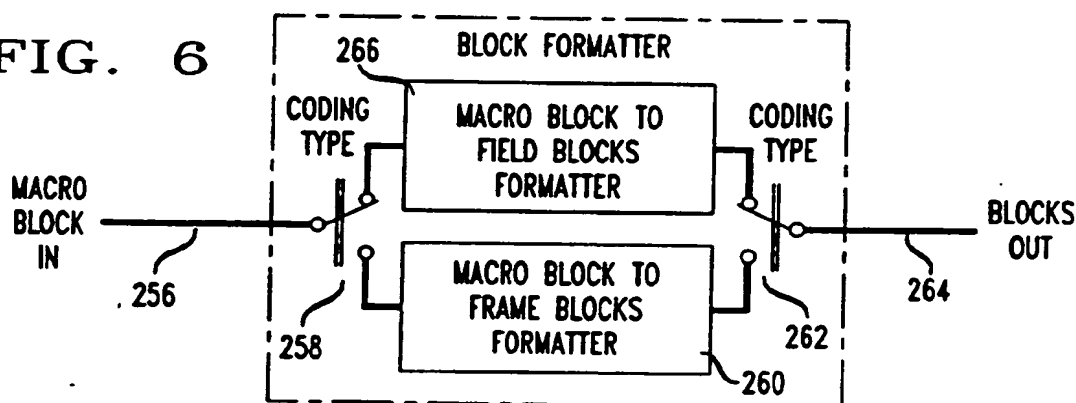 FIG. 6
BLOCK FORMATTER
266
CODING
TYPE
MACRO BLOCK TO
FIELD BLOCKS
FORMATTER
CODING
TYPE
MACRO
BLOCK
IN
256
258
MACRO BLOCK TO
FRAME BLOCKS
FORMATTER
260
262
BLOCKS
OUT
264